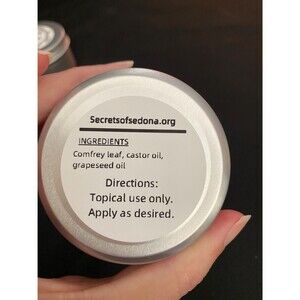 Secretsofsedona.org
INGREDIENTS
Comfrey leaf, castor oil,
grapeseed oil
Directions:
Topical use only.
Apply as desired.